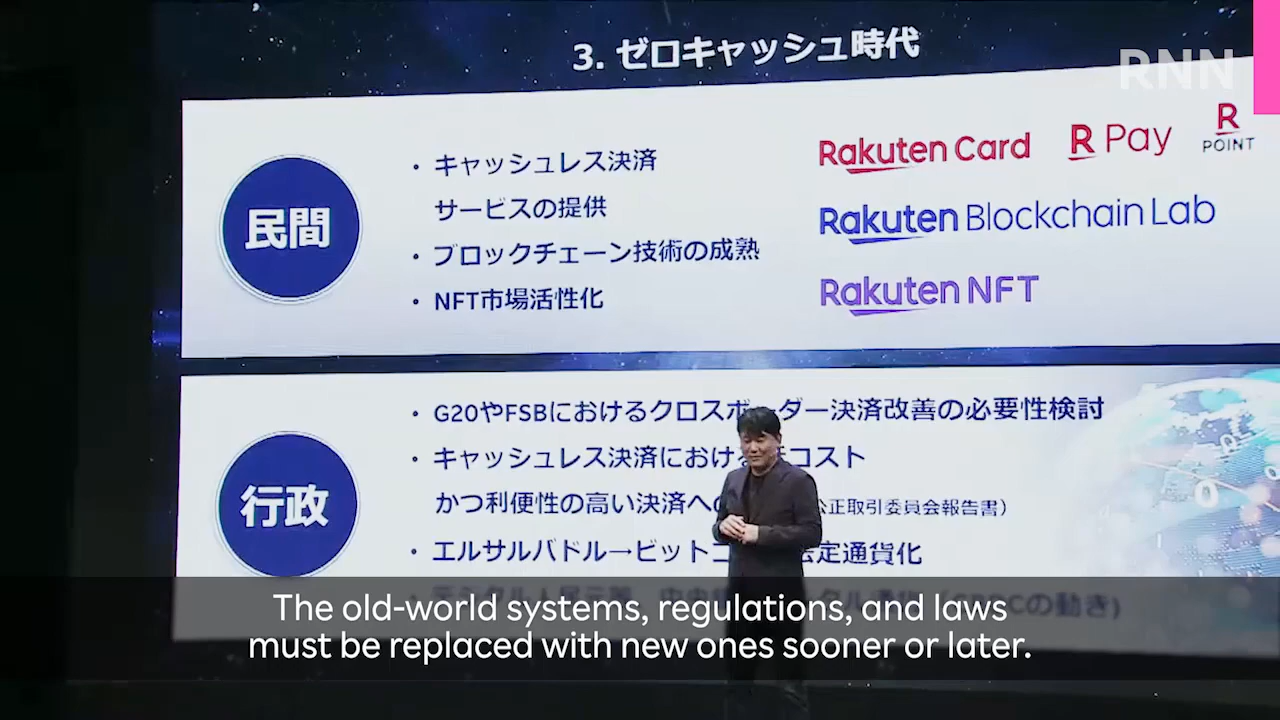 3. ゼロキャッシュ時代
RNN
民間
・キャッシュレス決済
サービスの提供
・ブロックチェーン技術の成熟
・NFT市場活性化
Rakuten Card
R Pay
R POINT
Rakuten Blockchain Lab
Rakuten NFT
行政
・G20やFSBにおけるクロスボーダー決済改善の必要性検討
・キャッシュレス決済における コスト
かつ利便性の高い決済への 正取引委員会報告書）
・エルサルバドル→ビットコ 定通貨化
The old-world systems, regulations, and laws
must be replaced with new ones sooner or later.